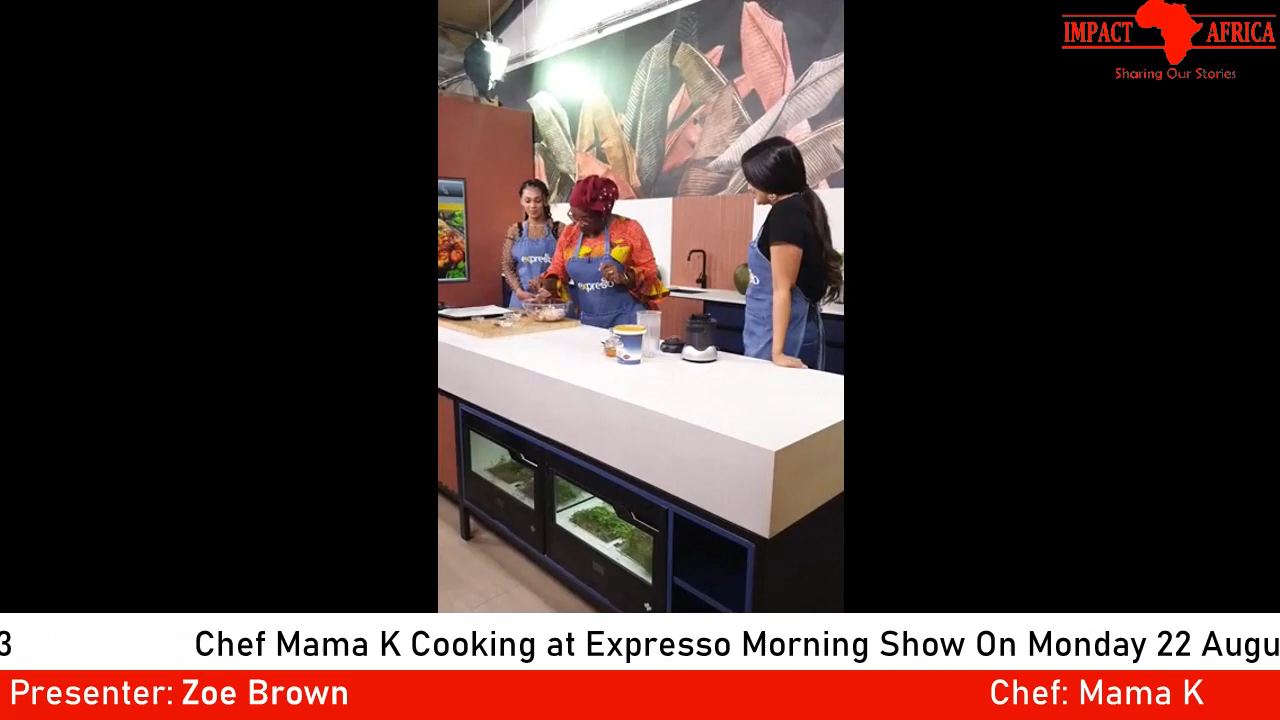 IMPACT AFRICA
Sharing Our Stories
expresso
expresso
3 Chef Mama K Cooking at Expresso Morning Show On Monday 22 Augu
Presenter: Zoe Brown Chef: Mama K